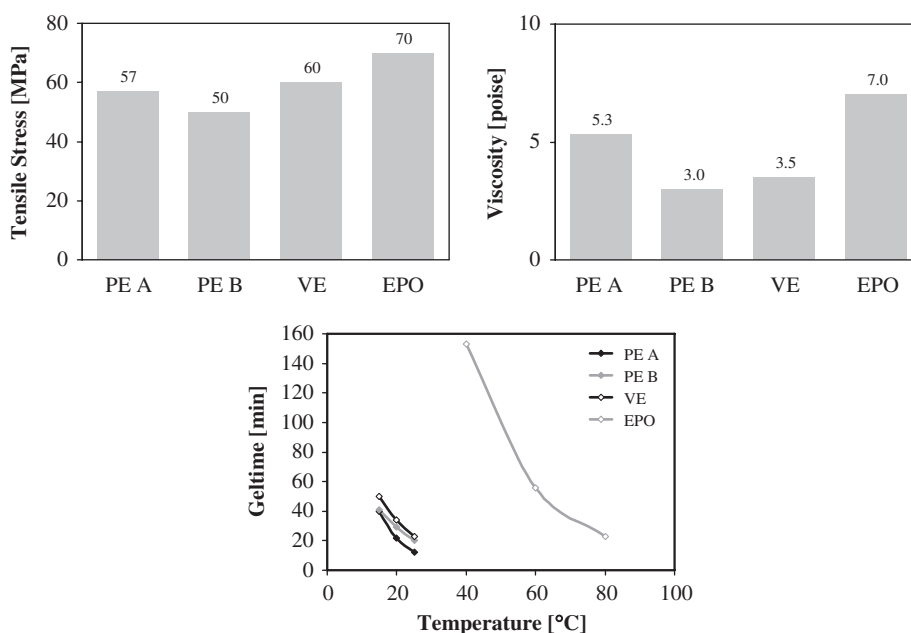 Tensile Stress [MPa]
80
60
40
20
0
57
50
60
70
PE A PE B VE EPO
Viscosity [poise]
10
5
0
5.3
3.0
3.5
7.0
PE A PE B VE EPO
Geltime [min]
160
140
120
100
80
60
40
20
0
PE A
PE B
VE
EPO
0 20 40 60 80 100
Temperature [°C]